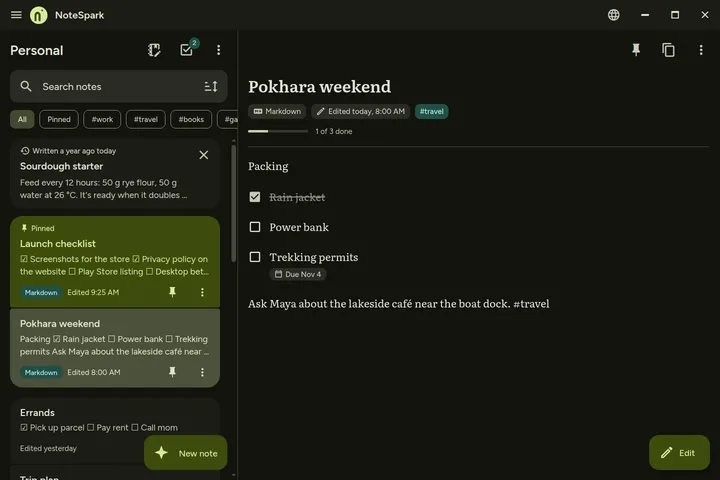 NoteSpark
Personal
2
Search notes
All
Pinned
#work
#travel
#books
#ga
Written a year ago today
Sourdough starter
Feed every 12 hours: 50 g rye flour, 50 g
water at 26 °C. It's ready when it doubles ...
Pinned
Launch checklist
☑ Screenshots for the store ☑ Privacy policy on
the website ☐ Play Store listing ☐ Desktop bet...
Markdown Edited 9:25 AM
Pokhara weekend
Packing ☑ Rain jacket ☐ Power bank ☐ Trekking
permits Ask Maya about the lakeside café near ...
Markdown Edited 8:00 AM
Errands
☑ Pick up parcel ☐ Pay rent ☐ Call mom
Edited yesterday
New note
Trip plan
Pokhara weekend
Markdown Edited today, 8:00 AM #travel
1 of 3 done
Packing
Rain jacket
Power bank
Trekking permits
Due Nov 4
Ask Maya about the lakeside café near the boat dock. #travel
Edit